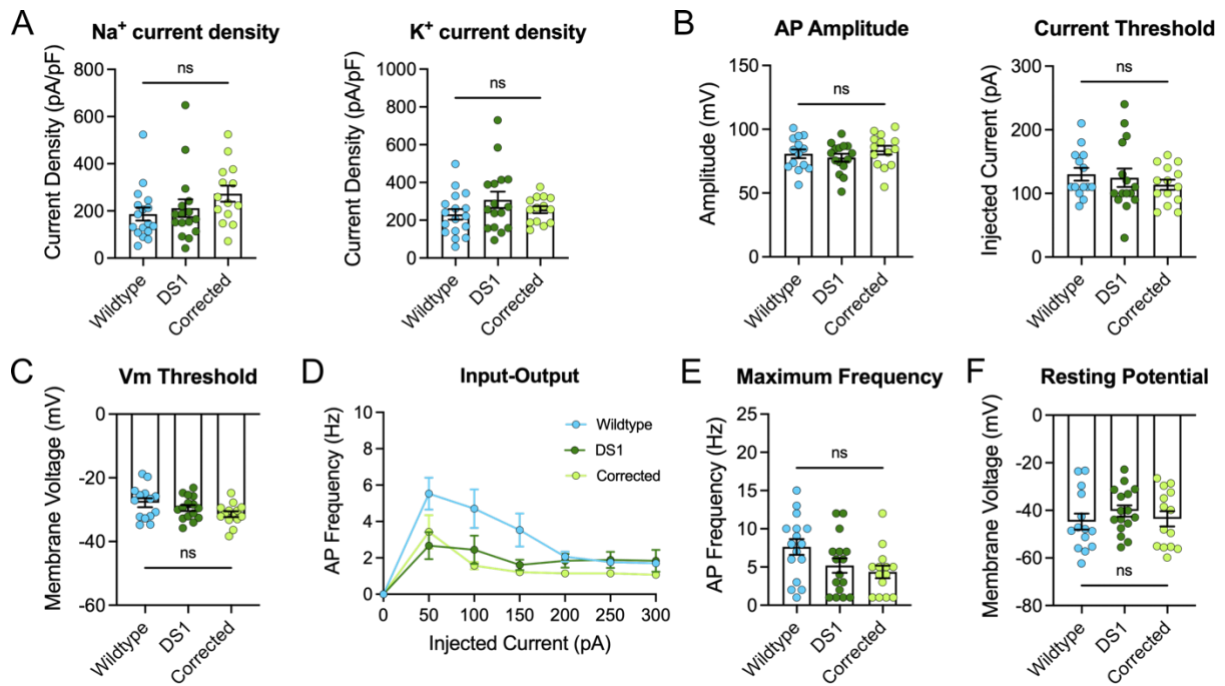 A
Na⁺ current density
Current Density (pA/pF)
800
600
400
200
0
ns
Wildtype
DS1
Corrected
K⁺ current density
Current Density (pA/pF)
1000
800
600
400
200
0
ns
Wildtype
DS1
Corrected
B
AP Amplitude
Amplitude (mV)
150
100
50
0
ns
Wildtype
DS1
Corrected
Current Threshold
Injected Current (pA)
300
200
100
0
ns
Wildtype
DS1
Corrected
C
Vm Threshold
Membrane Voltage (mV)
0
-20
-40
-60
ns
Wildtype
DS1
Corrected
D
Input-Output
AP Frequency (Hz)
10
8
6
4
2
0
Wildtype
DS1
Corrected
0 50 100 150 200 250 300
Injected Current (pA)
E
Maximum Frequency
AP Frequency (Hz)
25
20
15
10
5
0
ns
Wildtype
DS1
Corrected
F
Resting Potential
Membrane Voltage (mV)
0
-20
-40
-60
-80
ns
Wildtype
DS1
Corrected